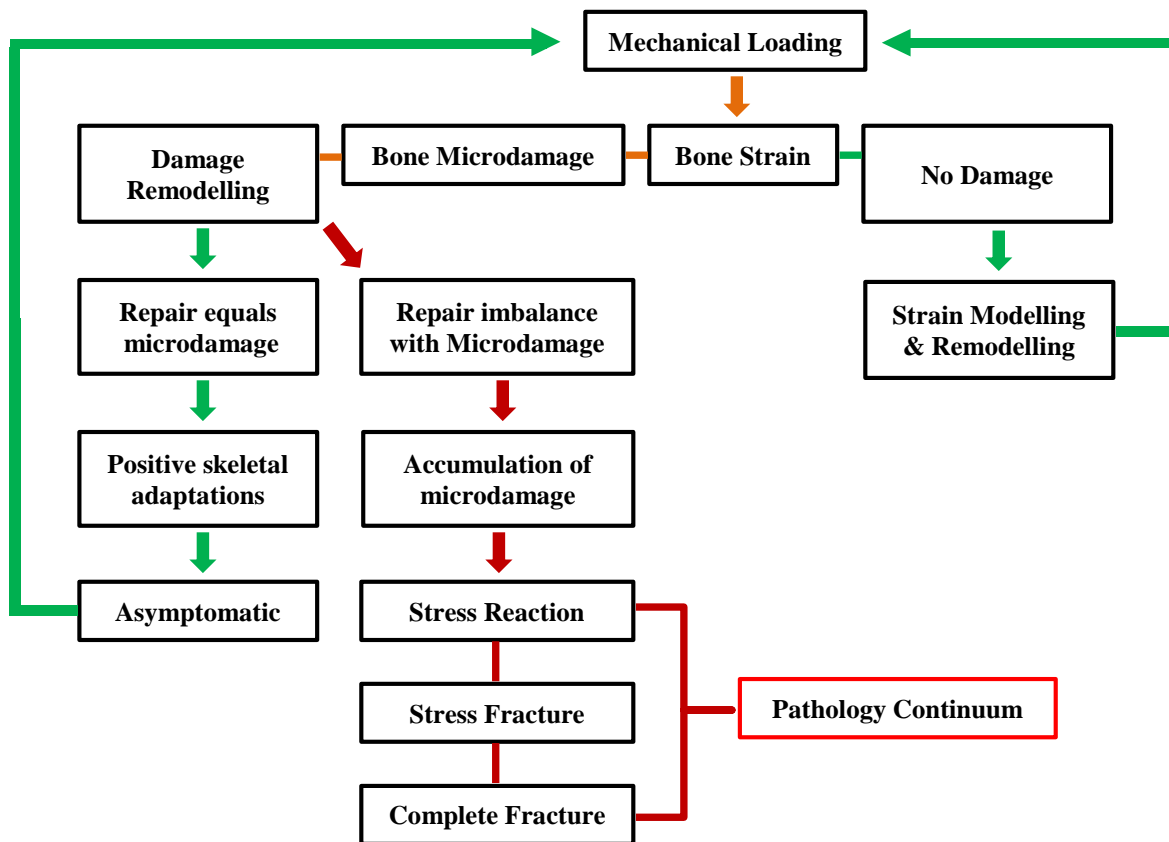 Mechanical Loading
Damage
Remodelling
Bone Microdamage
Bone Strain
No Damage
Repair equals
microdamage
Repair imbalance
with Microdamage
Strain Modelling
& Remodelling
Positive skeletal
adaptations
Accumulation of
microdamage
Asymptomatic
Stress Reaction
Stress Fracture
Pathology Continuum
Complete Fracture